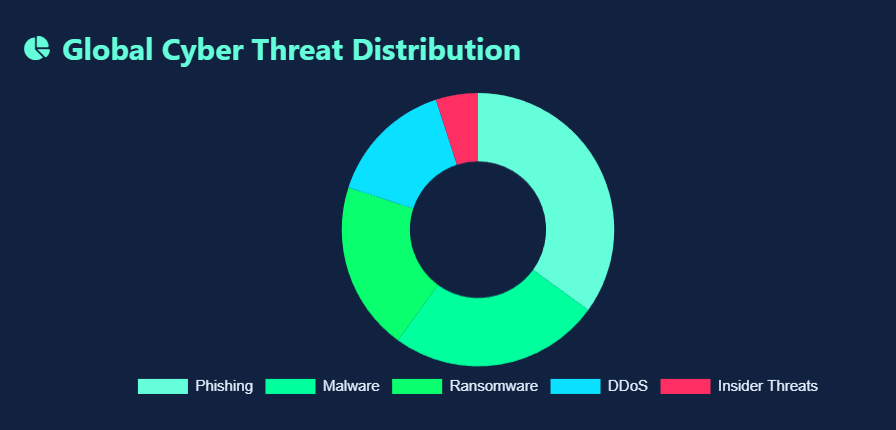 Global Cyber Threat Distribution
Phishing Malware Ransomware DDoS Insider Threats